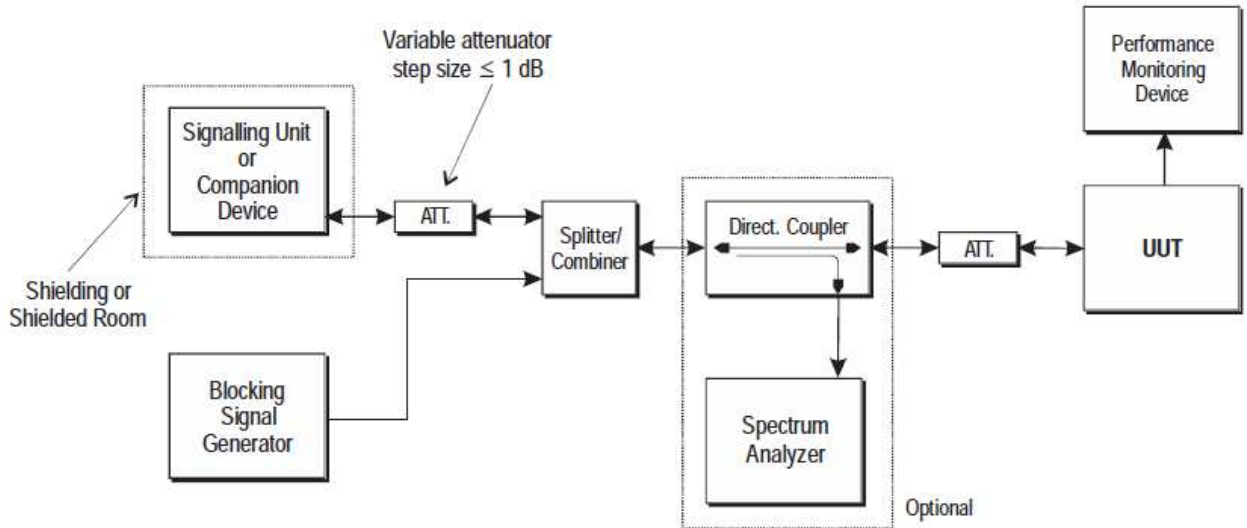 Variable attenuator
step size ≤ 1 dB
Performance
Monitoring
Device
Signalling Unit
or
Companion
Device
ATT.
Splitter/
Combiner
Direct. Coupler
ATT.
UUT
Shielding or
Shielded Room
Blocking
Signal
Generator
Spectrum
Analyzer
Optional